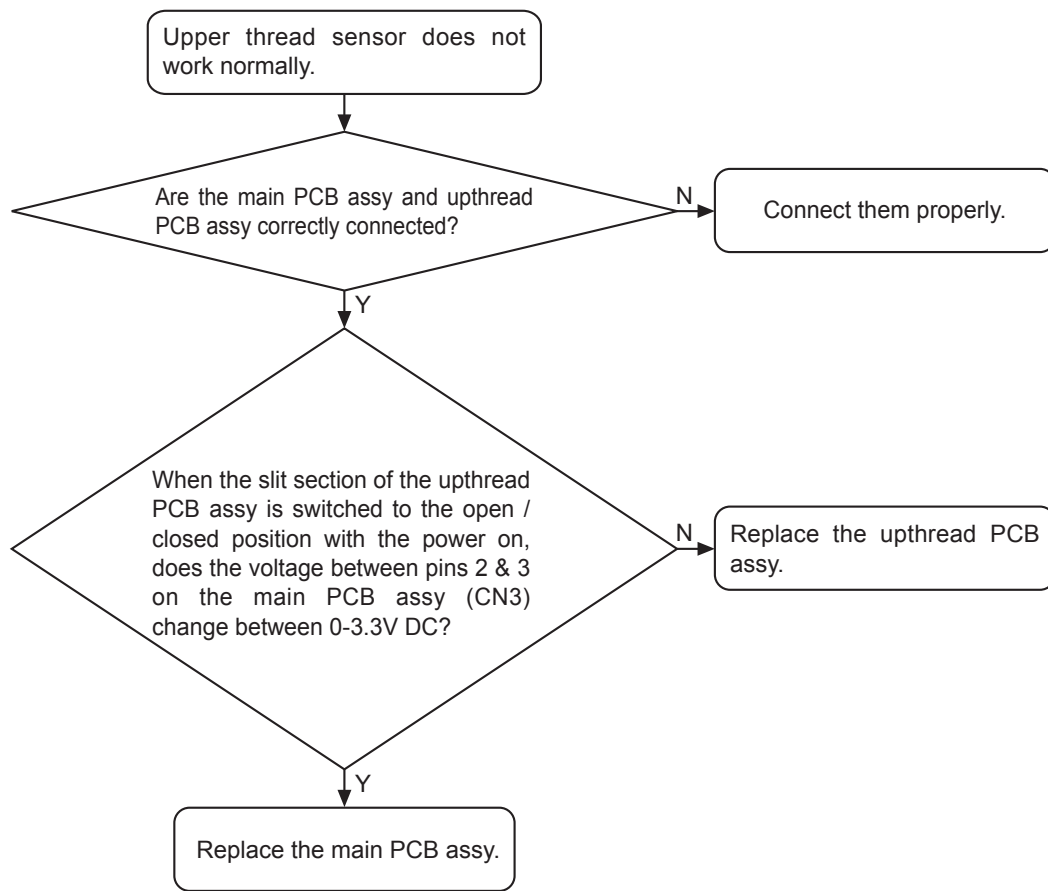 Upper thread sensor does not
work normally.
Are the main PCB assy and upthread
PCB assy correctly connected?
N
Connect them properly.
Y
When the slit section of the upthread
PCB assy is switched to the open /
closed position with the power on,
does the voltage between pins 2 & 3
on the main PCB assy (CN3)
change between 0-3.3V DC?
N
Replace the upthread PCB
assy.
Y
Replace the main PCB assy.